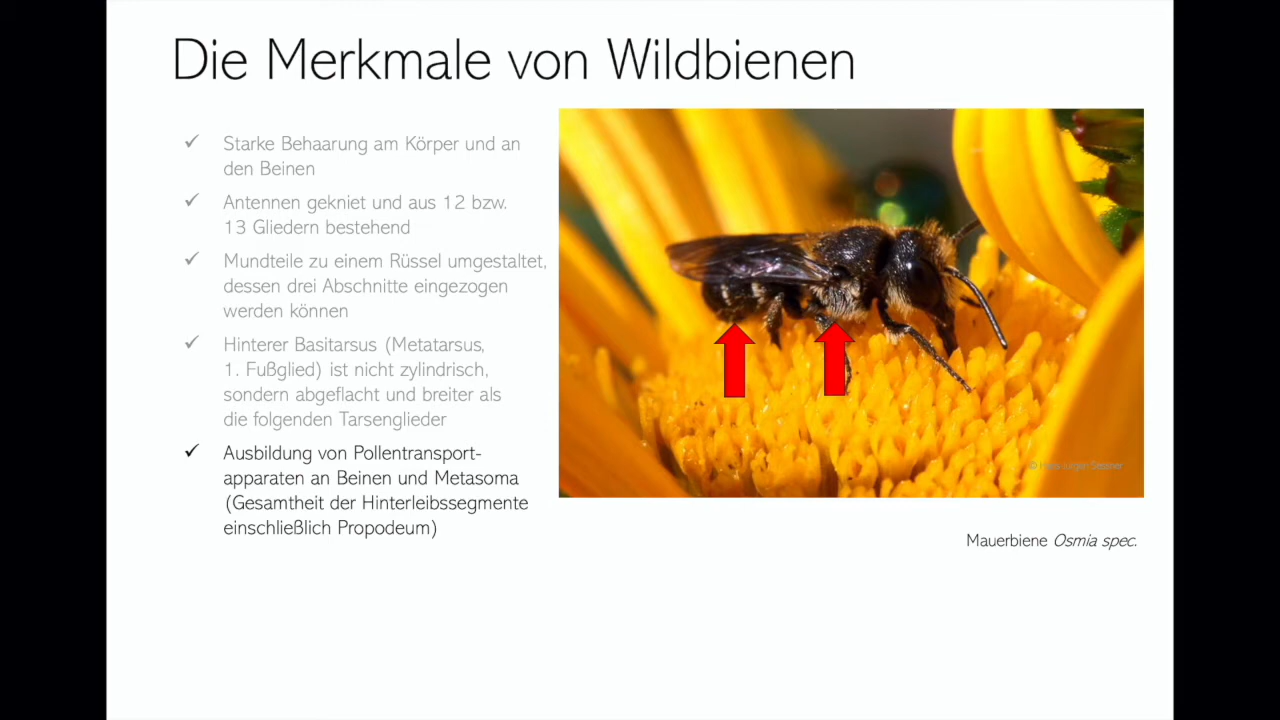 Die Merkmale von Wildbienen
✓ Starke Behaarung am Körper und an
den Beinen
✓ Antennen gekniet und aus 12 bzw.
13 Gliedern bestehend
✓ Mundteile zu einem Rüssel umgestaltet,
dessen drei Abschnitte eingezogen
werden können
✓ Hinterer Basitarsus (Metatarsus,
1. Fußglied) ist nicht zylindrisch,
sondern abgeflacht und breiter als
die folgenden Tarsenglieder
✓ Ausbildung von Pollentransport-
apparaten an Beinen und Metasoma
(Gesamtheit der Hinterleibssegmente
einschließlich Propodeum)
Mauerbiene Osmia spec.